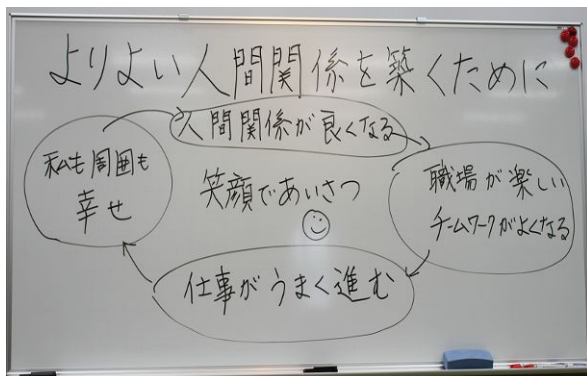 よりよい人間関係を築くために
人間関係が良くなる
職場が楽しい
チームワークがよくなる
仕事がうまく進む
私も周囲も
幸せ
笑顔であいさつ